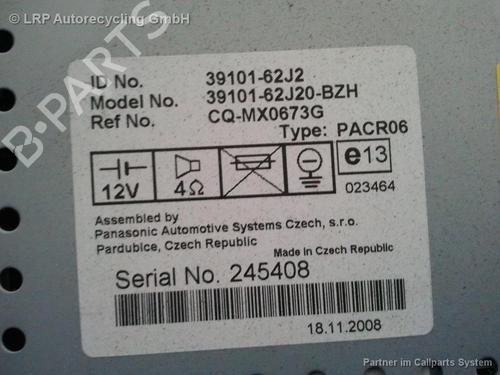 LRP Autorecycling GmbH
ID No. 39101-62J2
Model No. 39101-62J20-BZH
Ref No. CQ-MX0673G
Type: PACR06
12V
4Ω
e13
023464
Assembled by
Panasonic Automotive Systems Czech, s.r.o.
Pardubice, Czech Republic
Made in Czech Republic
Serial No. 245408
18.11.2008
Partner im Callparts System